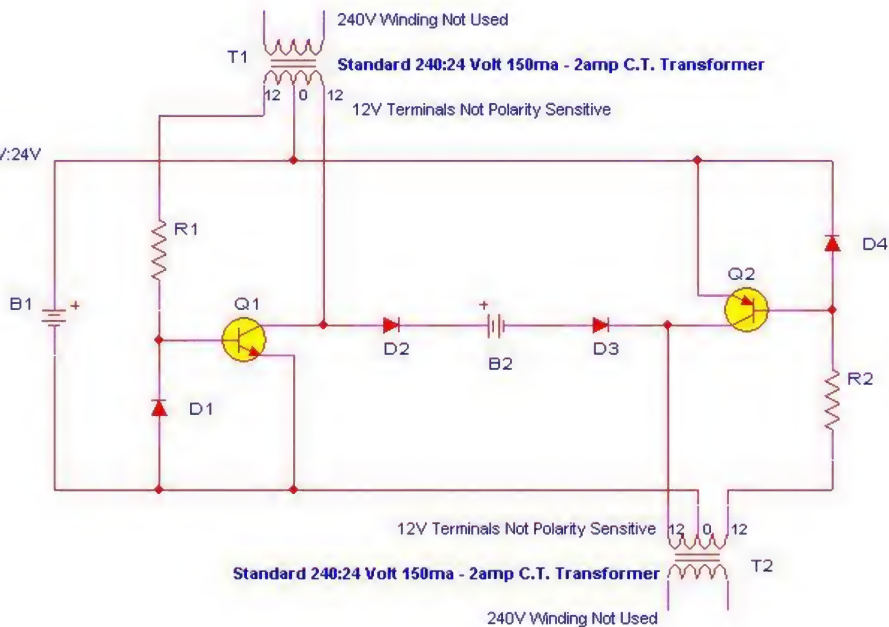 240V Winding Not Used
T1
Standard 240:24 Volt 150ma - 2amp C.T. Transformer
12 0 12
12V Terminals Not Polarity Sensitive
V:24V
R1
D4
Q1
Q2
B1 +
+
D2
B2
D3
R2
D1
12V Terminals Not Polarity Sensitive 12 0 12
Standard 240:24 Volt 150ma - 2amp C.T. Transformer
T2
240V Winding Not Used